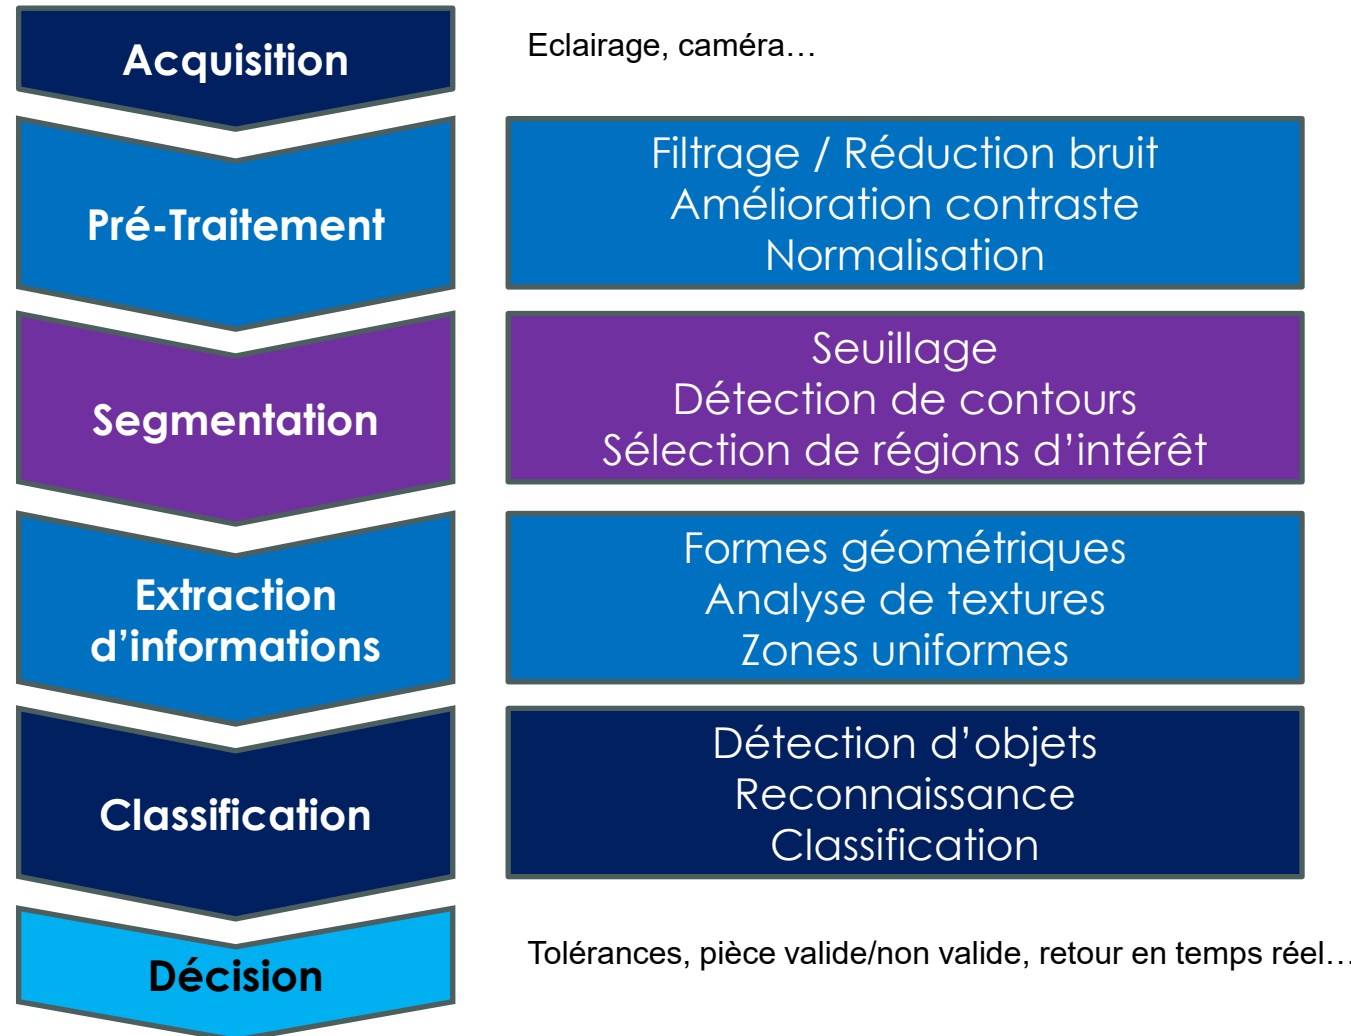 Acquisition
Eclairage, caméra…
Pré-Traitement
Filtrage / Réduction bruit
Amélioration contraste
Normalisation
Segmentation
Seuillage
Détection de contours
Sélection de régions d’intérêt
Extraction
d’informations
Formes géométriques
Analyse de textures
Zones uniformes
Classification
Détection d’objets
Reconnaissance
Classification
Décision
Tolérances, pièce valide/non valide, retour en temps réel…